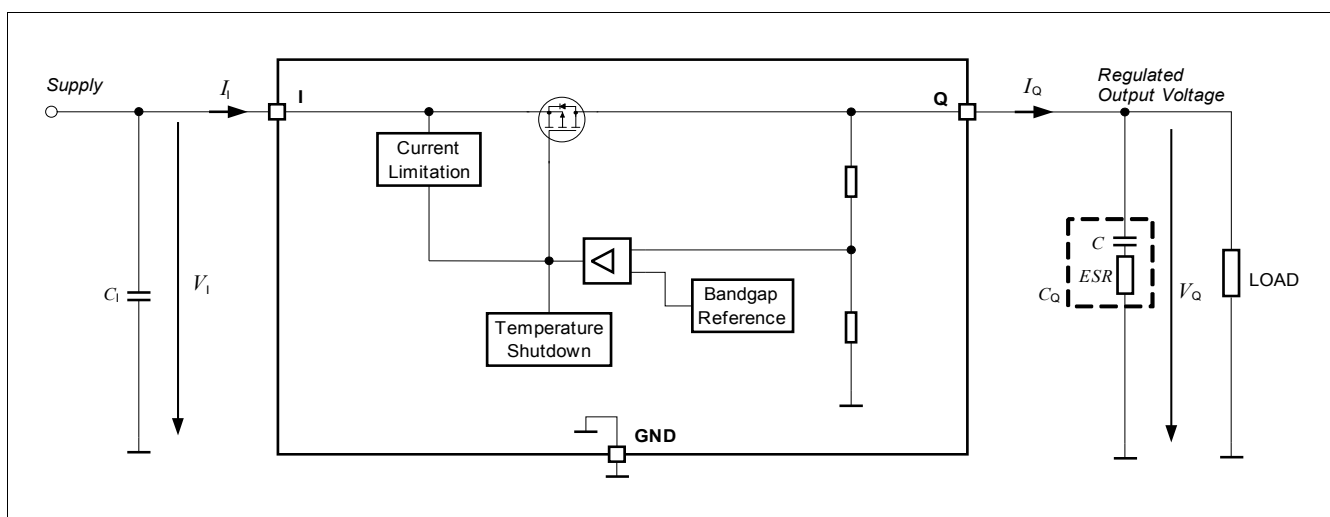 Supply
I_I
I
Q
I_Q
Regulated
Output Voltage
Current
Limitation
C_I
V_I
Bandgap
Reference
Temperature
Shutdown
C
ESR
C_Q
V_Q
LOAD
GND